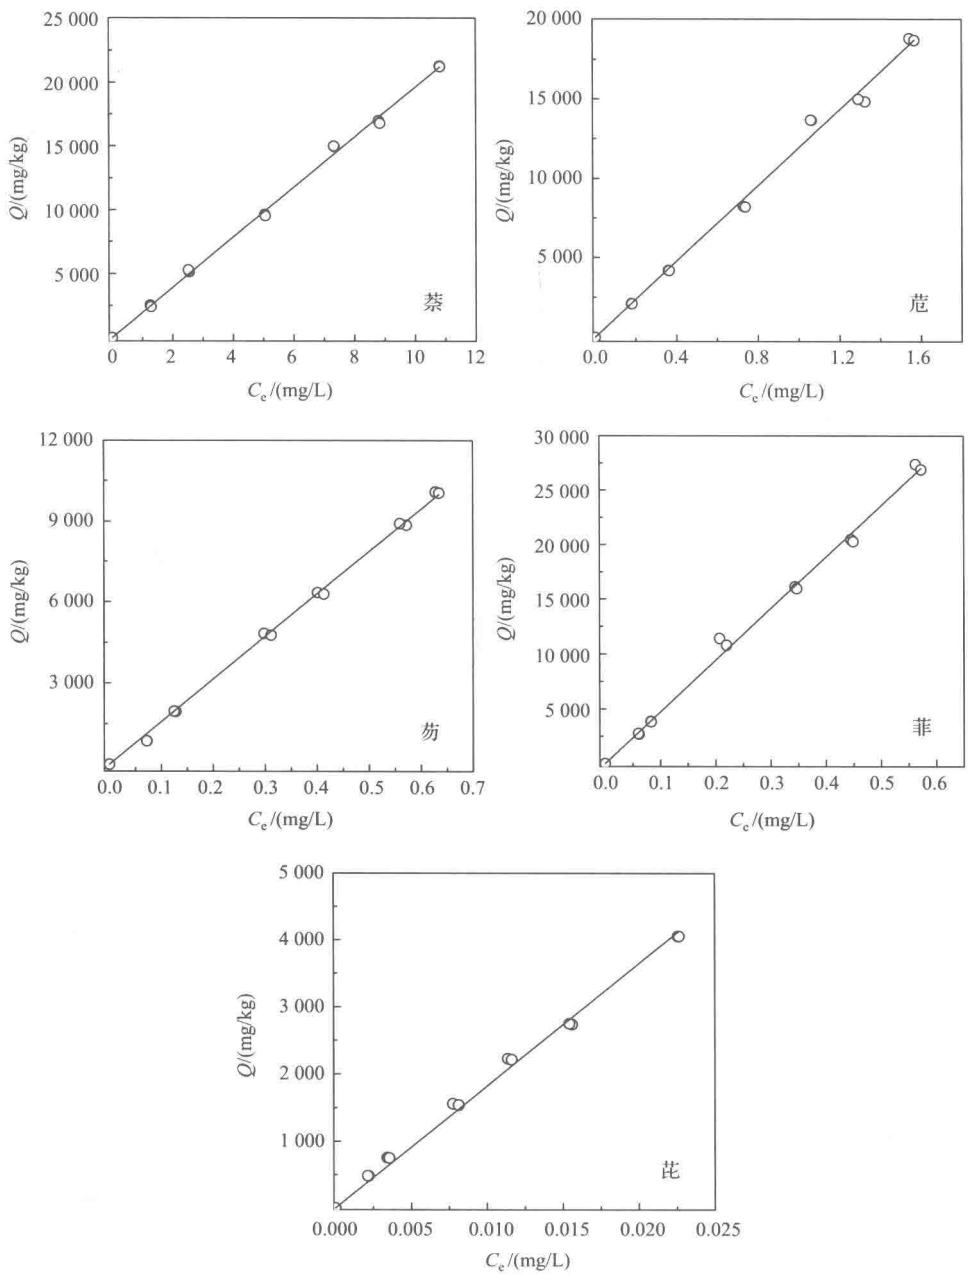 25 000
20 000
15 000
10 000
5 000
Q/(mg/kg)
萘
0 2 4 6 8 10 12
Ce/(mg/L)
20 000
15 000
10 000
5 000
Q/(mg/kg)
苊
0.0 0.4 0.8 1.2 1.6
Ce/(mg/L)
12 000
9 000
6 000
3 000
Q/(mg/kg)
芴
0.0 0.1 0.2 0.3 0.4 0.5 0.6 0.7
Ce/(mg/L)
30 000
25 000
20 000
15 000
10 000
5 000
Q/(mg/kg)
菲
0.0 0.1 0.2 0.3 0.4 0.5 0.6
Ce/(mg/L)
5 000
4 000
3 000
2 000
1 000
Q/(mg/kg)
芘
0.000 0.005 0.010 0.015 0.020 0.025
Ce/(mg/L)